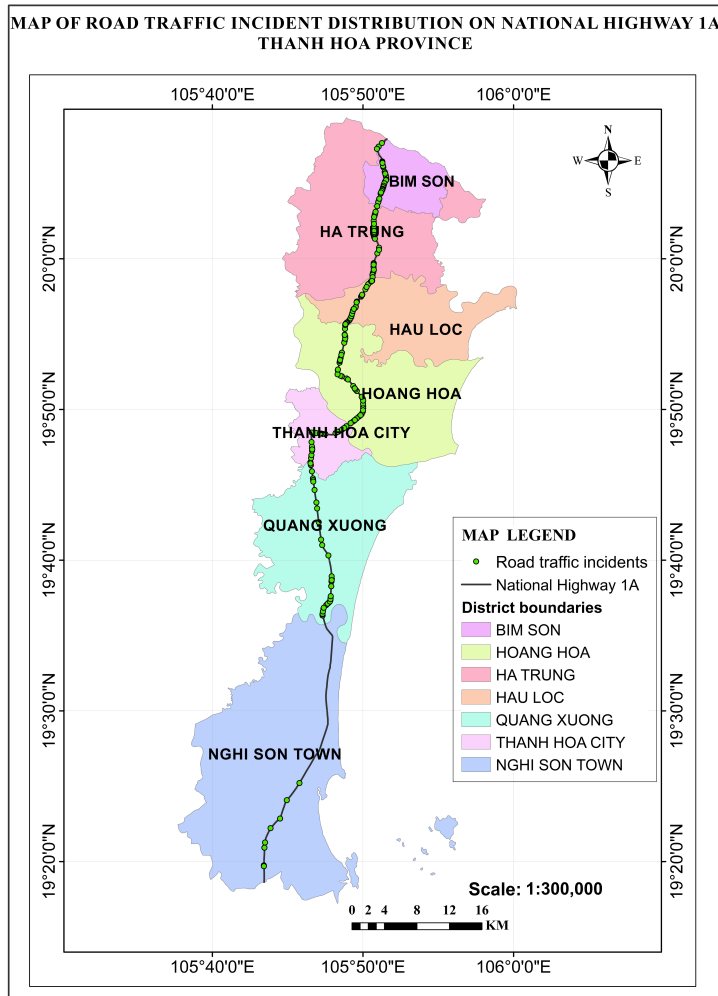 MAP OF ROAD TRAFFIC INCIDENT DISTRIBUTION ON NATIONAL HIGHWAY 1A
THANH HOA PROVINCE
105°40'0"E 105°50'0"E 106°0'0"E
N
W E
S
BIM SON
HA TRUNG
20°0'0"N 20°0'0"N
HAU LOC
HOANG HOA
19°50'0"N 19°50'0"N
THANH HOA CITY
QUANG XUONG
19°40'0"N 19°40'0"N
MAP LEGEND
Road traffic incidents
National Highway 1A
District boundaries
BIM SON
HOANG HOA
HA TRUNG
HAU LOC
QUANG XUONG
THANH HOA CITY
NGHI SON TOWN
19°30'0"N 19°30'0"N
NGHI SON TOWN
19°20'0"N 19°20'0"N
Scale: 1:300,000
0 2 4 8 12 16
KM
105°40'0"E 105°50'0"E 106°0'0"E